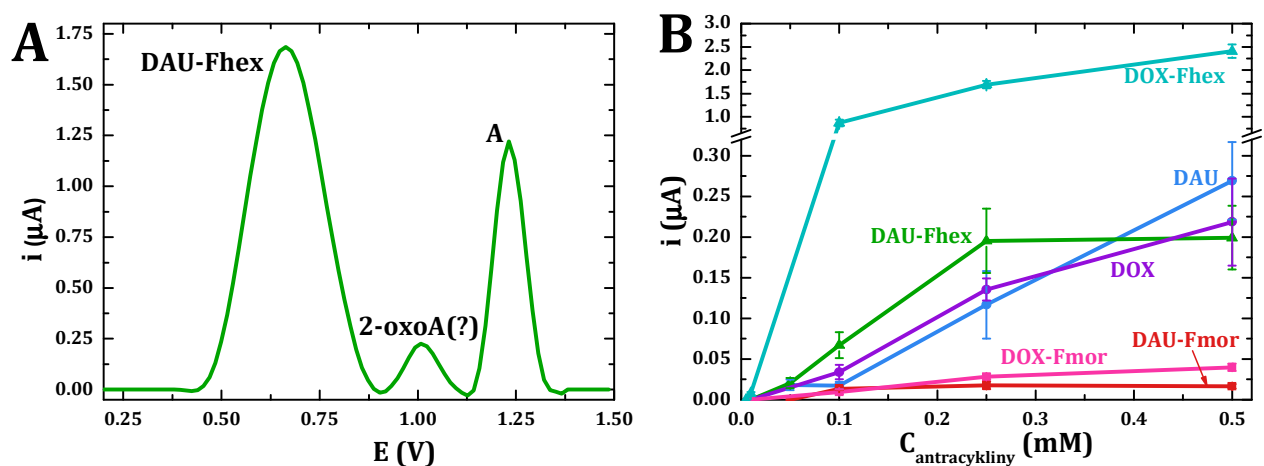 A
1.75
1.50
1.25
1.00
0.75
0.50
0.25
0.00
i (μA)
DAU-Fhex
2-oxoA(?)
A
0.25 0.50 0.75 1.00 1.25 1.50
E (V)
B
3.0
2.5
2.0
1.5
1.0
0.30
0.25
0.20
0.15
0.10
0.05
0.00
i (μA)
DOX-Fhex
DAU
DAU-Fhex
DOX
DAU-Fmor
DOX-Fmor
0.0 0.1 0.2 0.3 0.4 0.5
C antracykliny (mM)